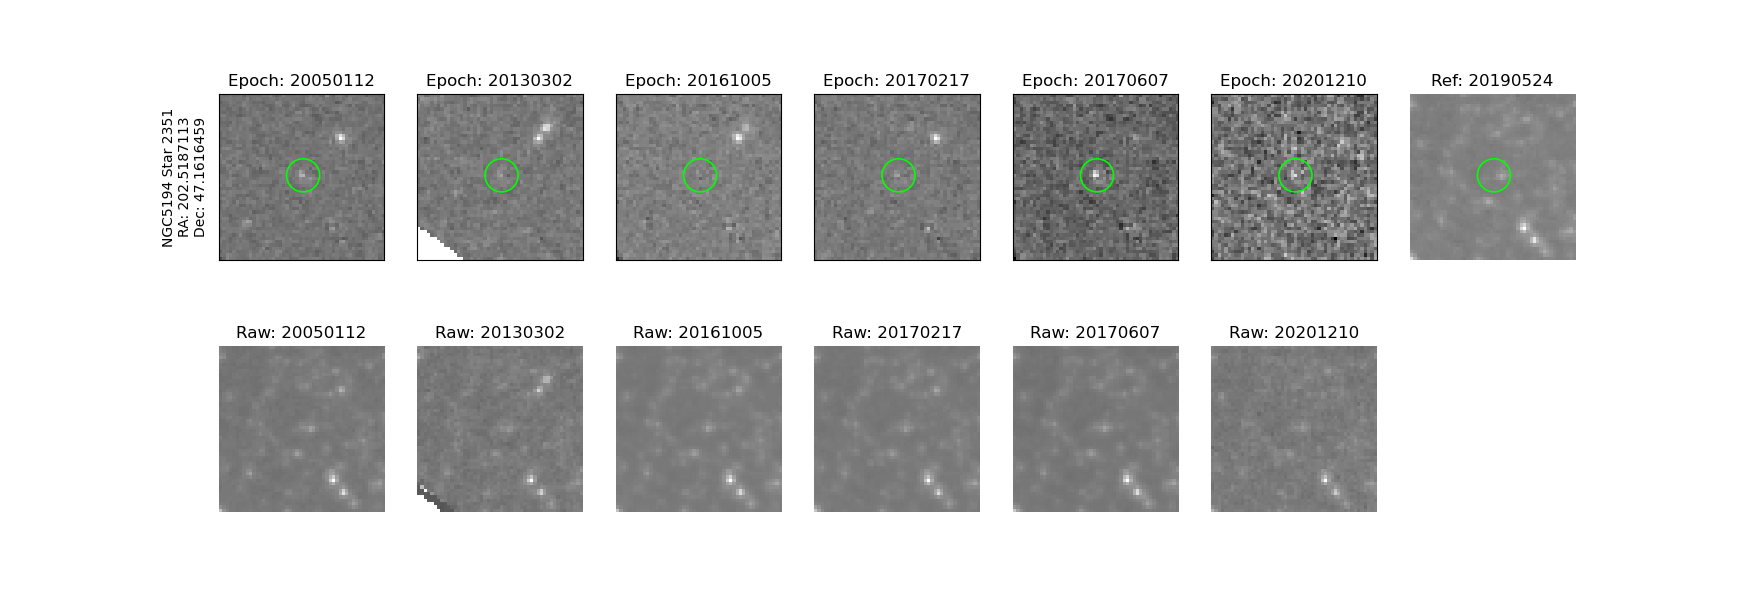 NGC5194 Star 2351
RA: 202.5187113
Dec: 47.1616459
Epoch: 20050112
Epoch: 20130302
Epoch: 20161005
Epoch: 20170217
Epoch: 20170607
Epoch: 20201210
Ref: 20190524
Raw: 20050112
Raw: 20130302
Raw: 20161005
Raw: 20170217
Raw: 20170607
Raw: 20201210